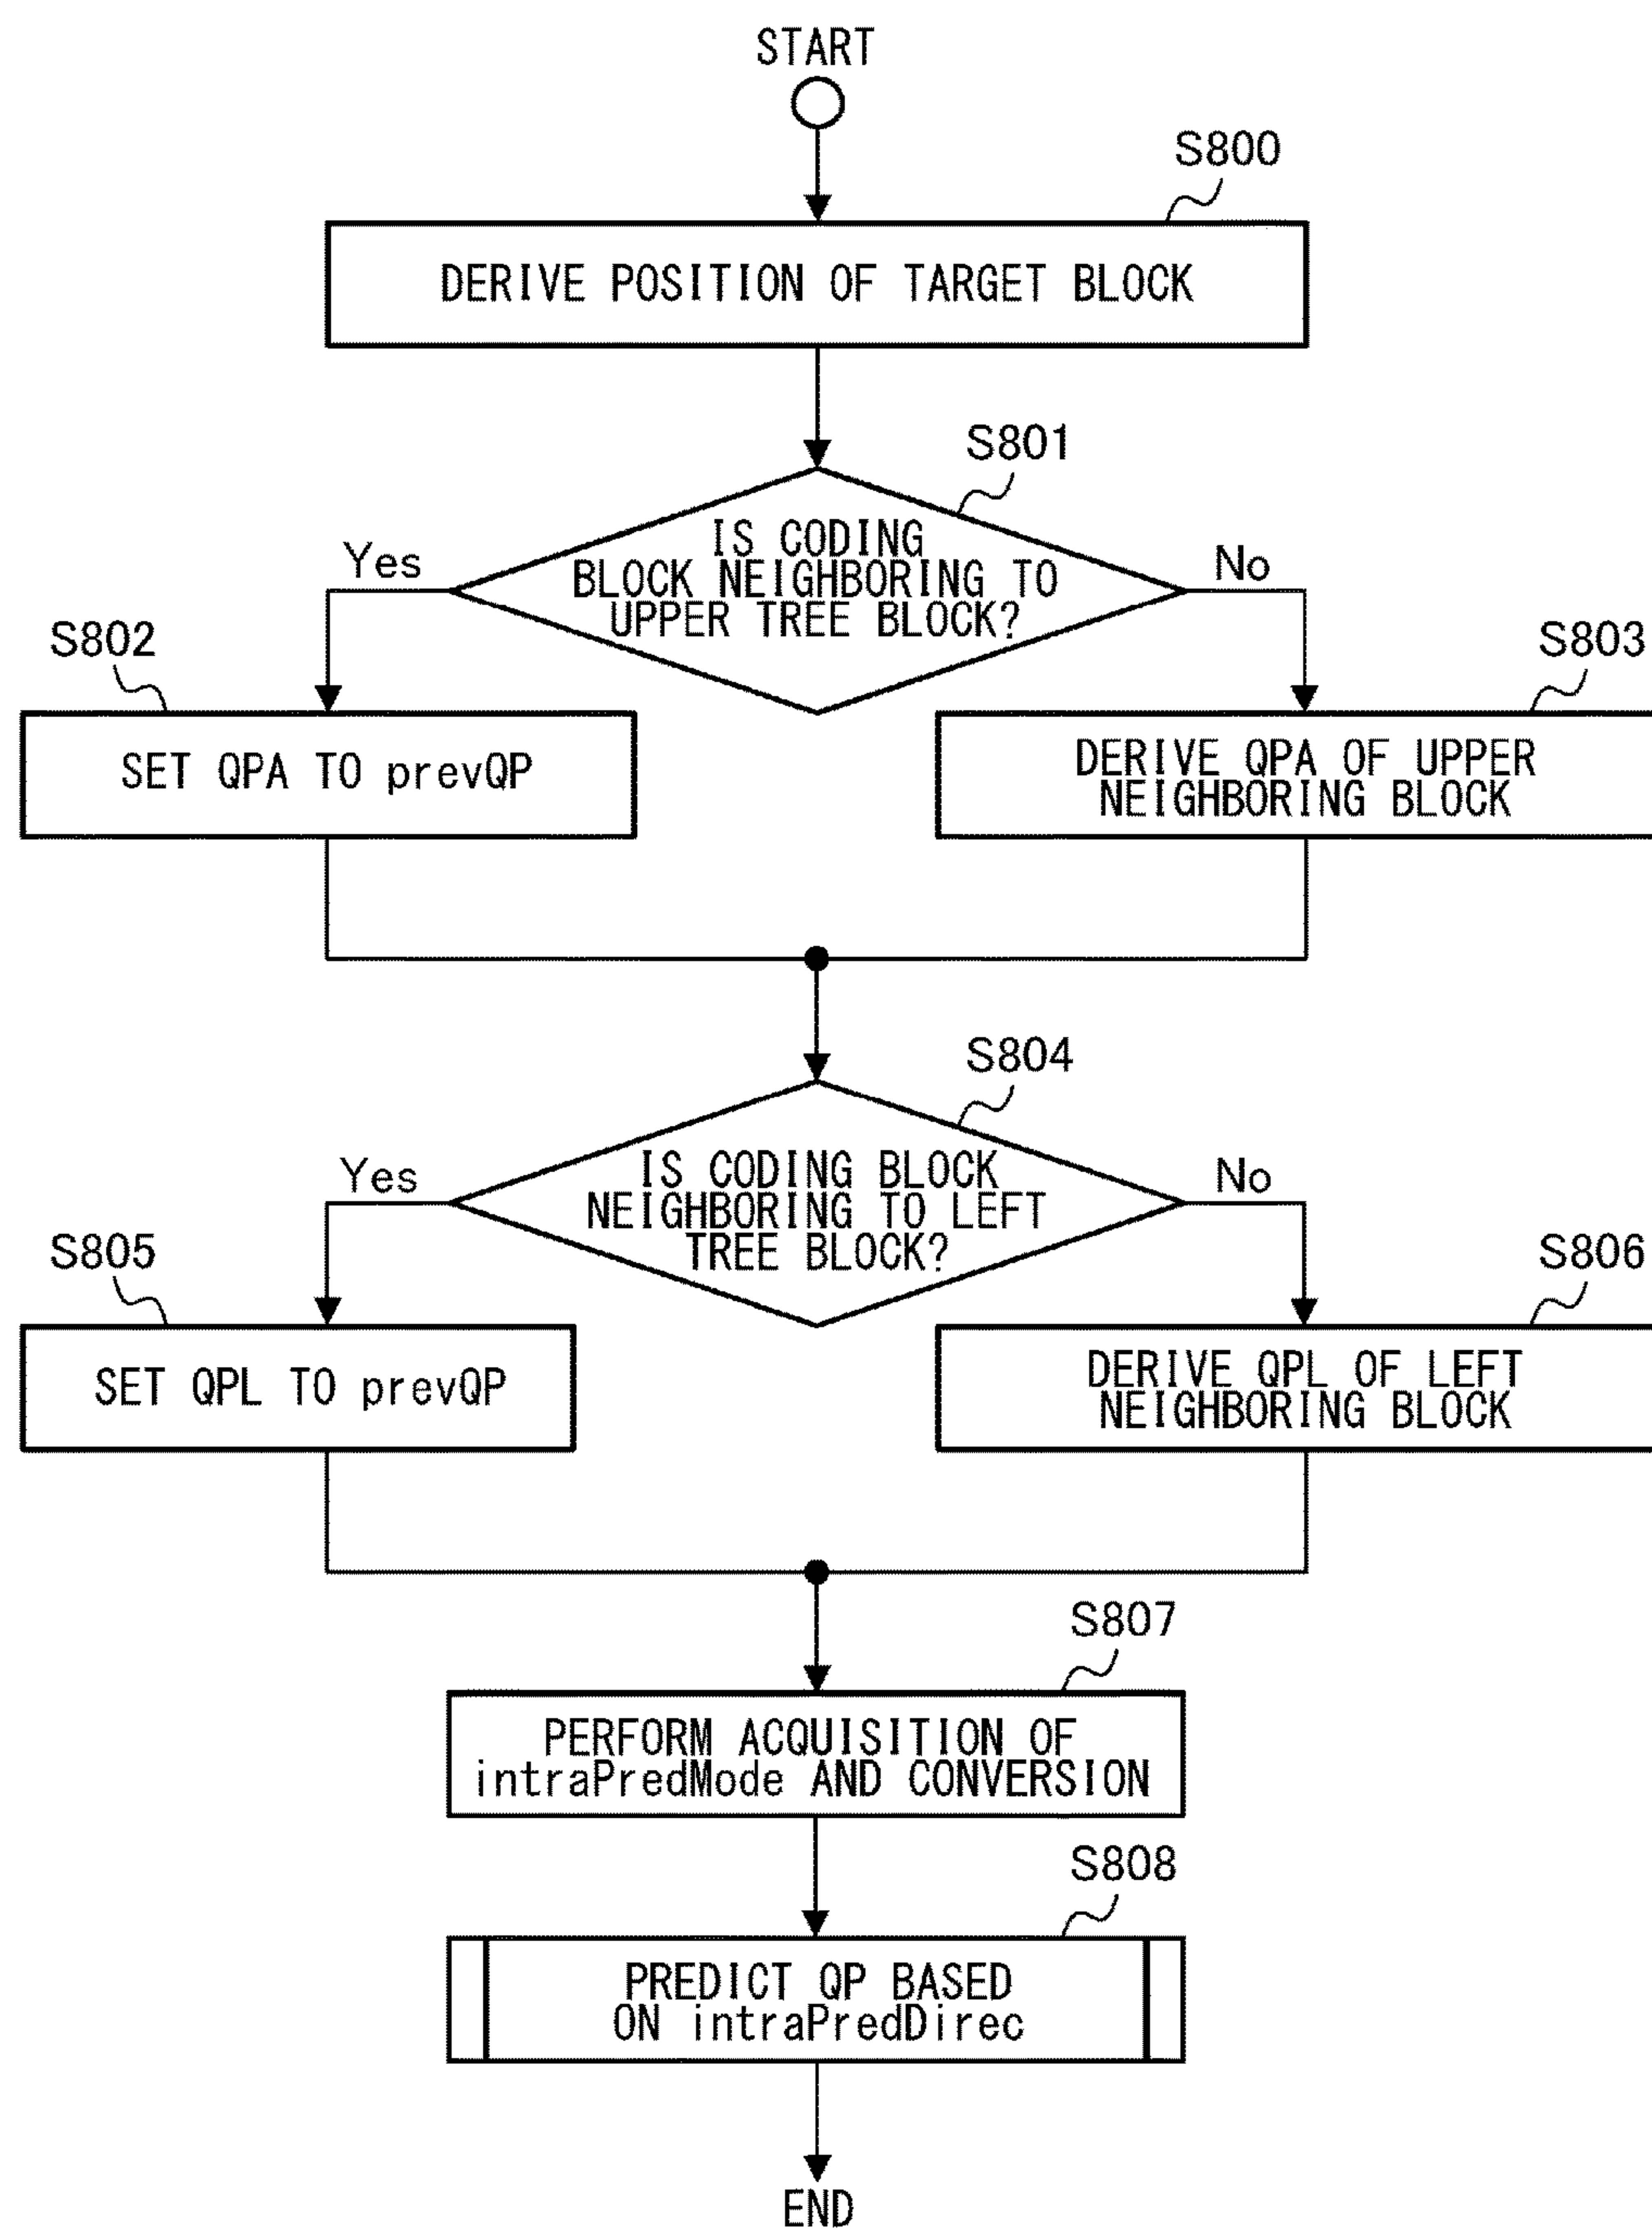 START
S800
DERIVE POSITION OF TARGET BLOCK
S801
IS CODING
BLOCK NEIGHBORING TO
UPPER TREE BLOCK?
Yes
No
S802
S803
SET QPA TO prevQP
DERIVE QPA OF UPPER
NEIGHBORING BLOCK
S804
IS CODING BLOCK
NEIGHBORING TO LEFT
TREE BLOCK?
Yes
No
S805
S806
SET QPL TO prevQP
DERIVE QPL OF LEFT
NEIGHBORING BLOCK
S807
PERFORM ACQUISITION OF
intraPredMode AND CONVERSION
S808
PREDICT QP BASED
ON intraPredDirec
END